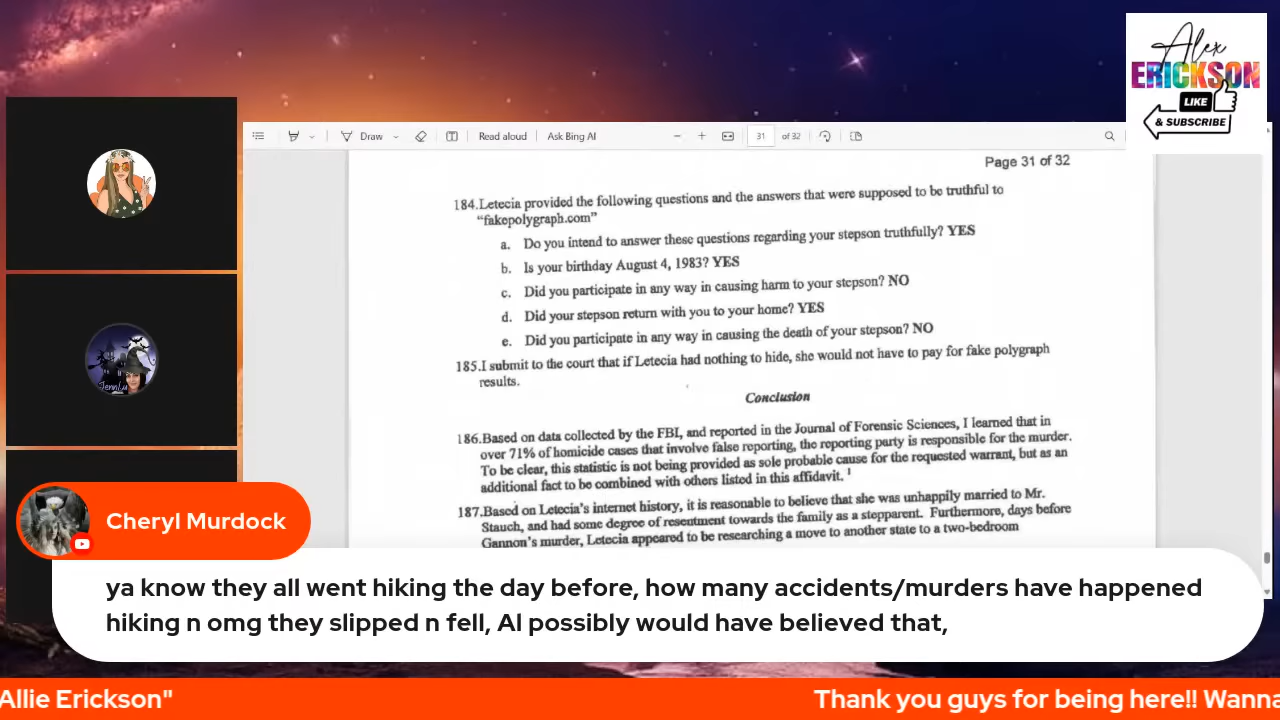 Alex
ERICKSON
LIKE
& SUBSCRIBE
Draw
Read aloud
Ask Bing AI
31
of 32
Page 31 of 32
184.Letecia provided the following questions and the answers that were supposed to be truthful to
"fakepolygraph.com"
a. Do you intend to answer these questions regarding your stepson truthfully? YES
b. Is your birthday August 4, 1983? YES
c. Did you participate in any way in causing harm to your stepson? NO
d. Did your stepson return with you to your home? YES
e. Did you participate in any way in causing the death of your stepson? NO
185.I submit to the court that if Letecia had nothing to hide, she would not have to pay for fake polygraph
results.
Conclusion
186.Based on data collected by the FBI, and reported in the Journal of Forensic Sciences, I learned that in
over 71% of homicide cases that involve false reporting, the reporting party is responsible for the murder.
To be clear, this statistic is not being provided as sole probable cause for the requested warrant, but as an
additional fact to be combined with others listed in this affidavit. 1
187.Based on Letecia's internet history, it is reasonable to believe that she was unhappily married to Mr.
Stauch, and had some degree of resentment towards the family as a stepparent. Furthermore, days before
Gannon's murder, Letecia appeared to be researching a move to another state to a two-bedroom
JennLu
Cheryl Murdock
ya know they all went hiking the day before, how many accidents/murders have happened
hiking n omg they slipped n fell, Al possibly would have believed that,
Allie Erickson"
Thank you guys for being here!! Wanna